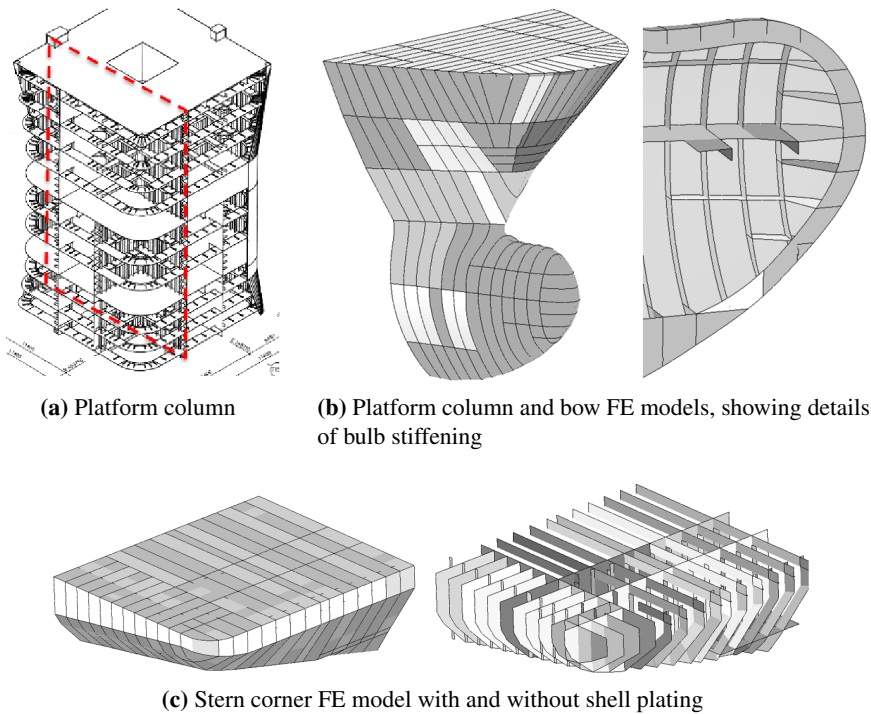 (a) Platform column
(b) Platform column and bow FE models, showing details
of bulb stiffening
(c) Stern corner FE model with and without shell plating